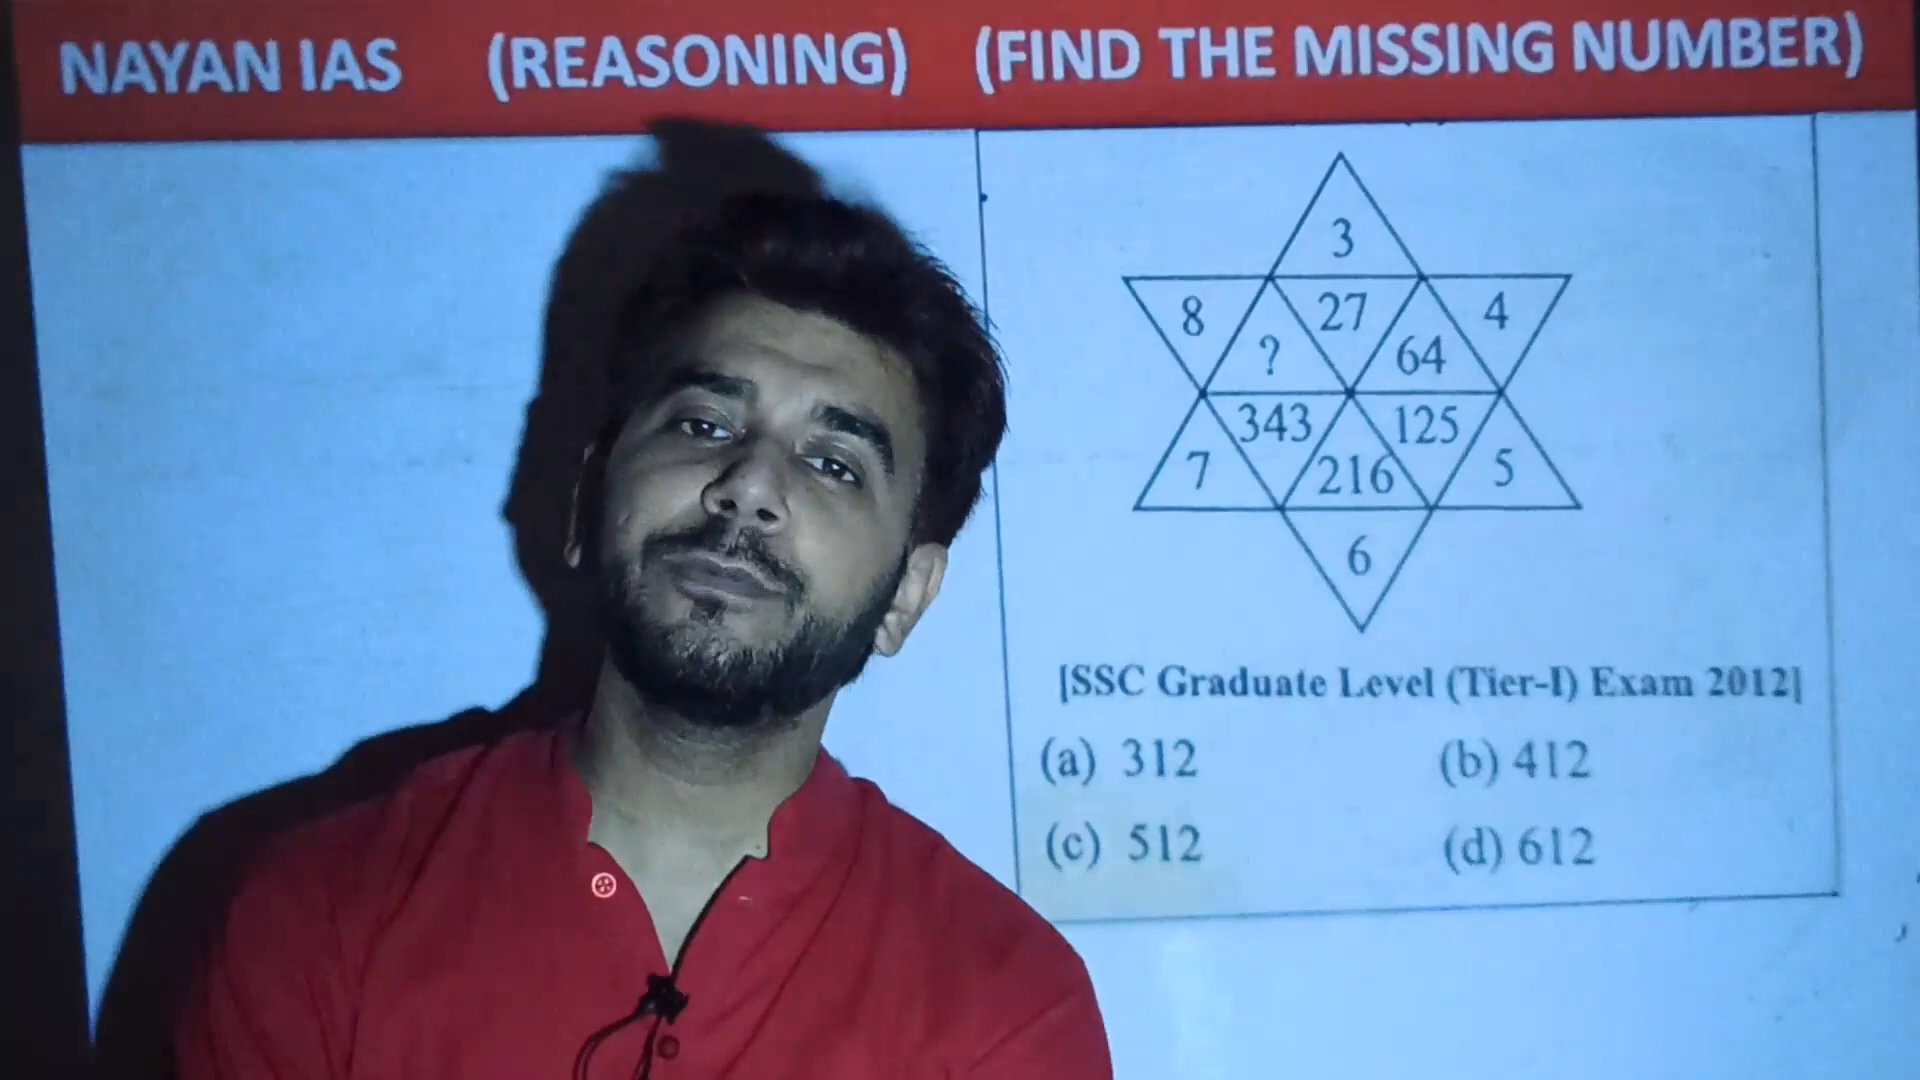 NAYAN IAS (REASONING) (FIND THE MISSING NUMBER)
3
8 27 4
? 64
343 125
7 216 5
6
[SSC Graduate Level (Tier-I) Exam 2012]
(a) 312 (b) 412
(c) 512 (d) 612